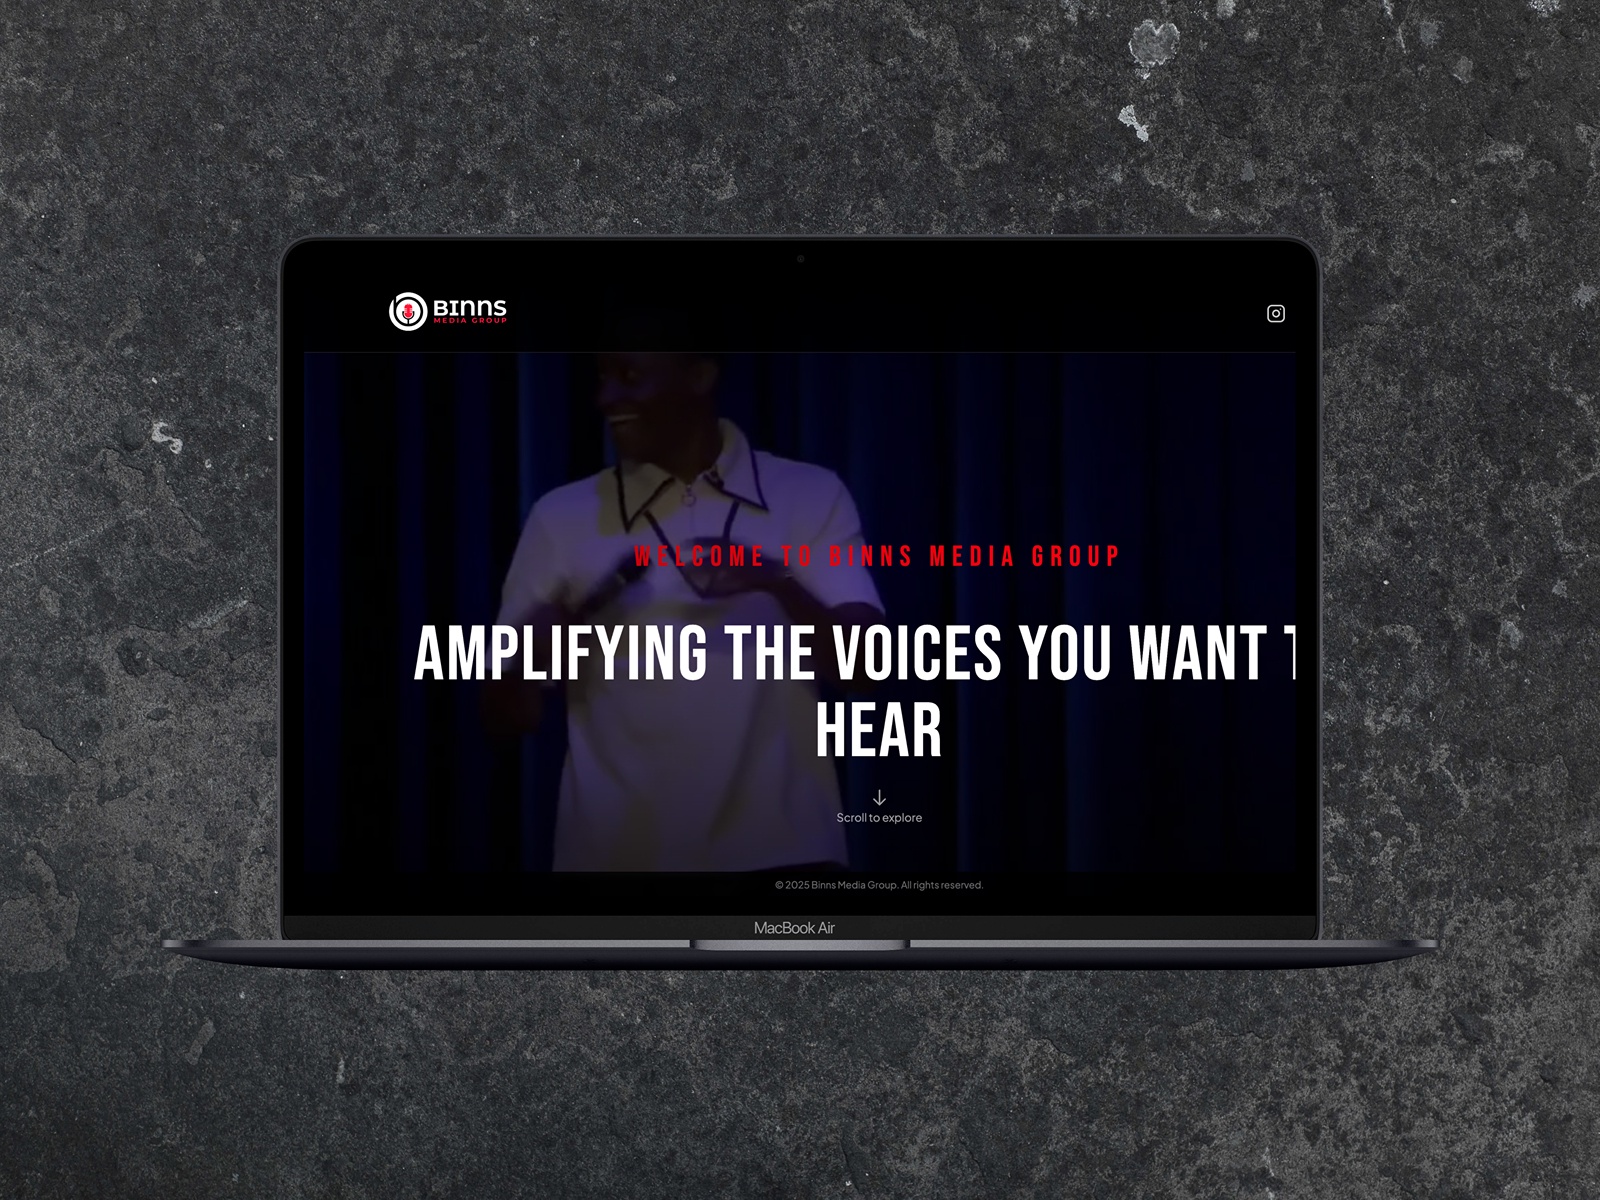 BINNS
MEDIA GROUP
WELCOME TO BINNS MEDIA GROUP
AMPLIFYING THE VOICES YOU WANT T
HEAR
Scroll to explore
© 2025 Binns Media Group. All rights reserved.
MacBook Air